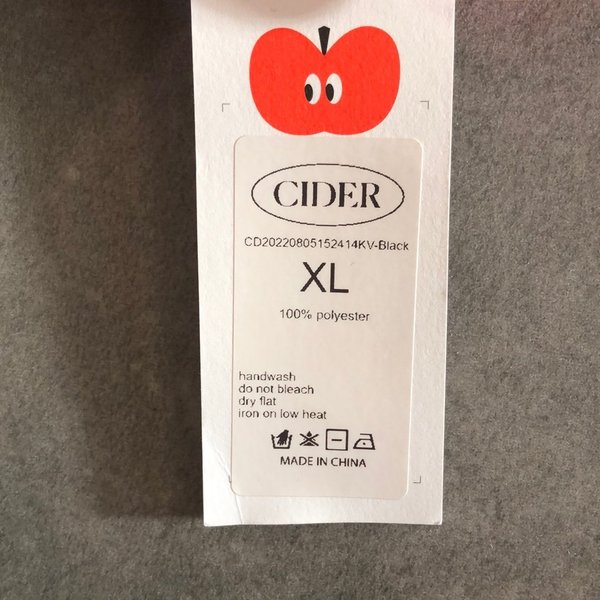 CIDER
CD20220805152414KV-Black
XL
100% polyester
handwash
do not bleach
dry flat
iron on low heat
MADE IN CHINA